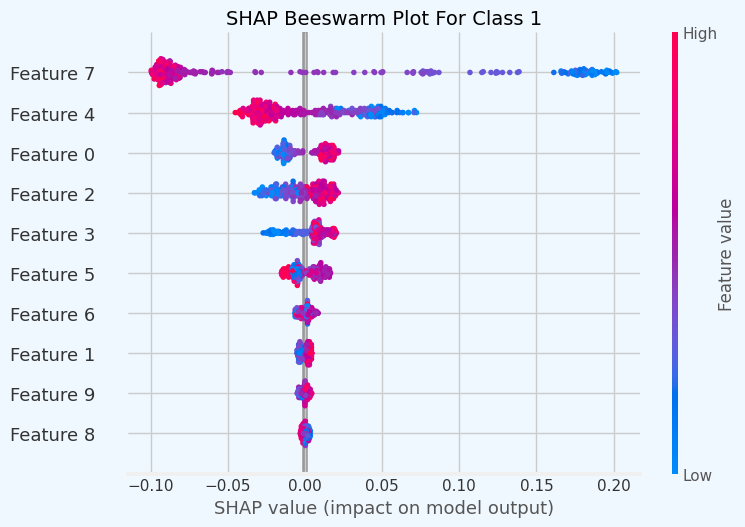 SHAP Beeswarm Plot For Class 1
High
Feature 7
Feature 4
Feature 0
Feature 2
Feature 3
Feature 5
Feature 6
Feature 1
Feature 9
Feature 8
Feature value
Low
−0.10 −0.05 0.00 0.05 0.10 0.15 0.20
SHAP value (impact on model output)